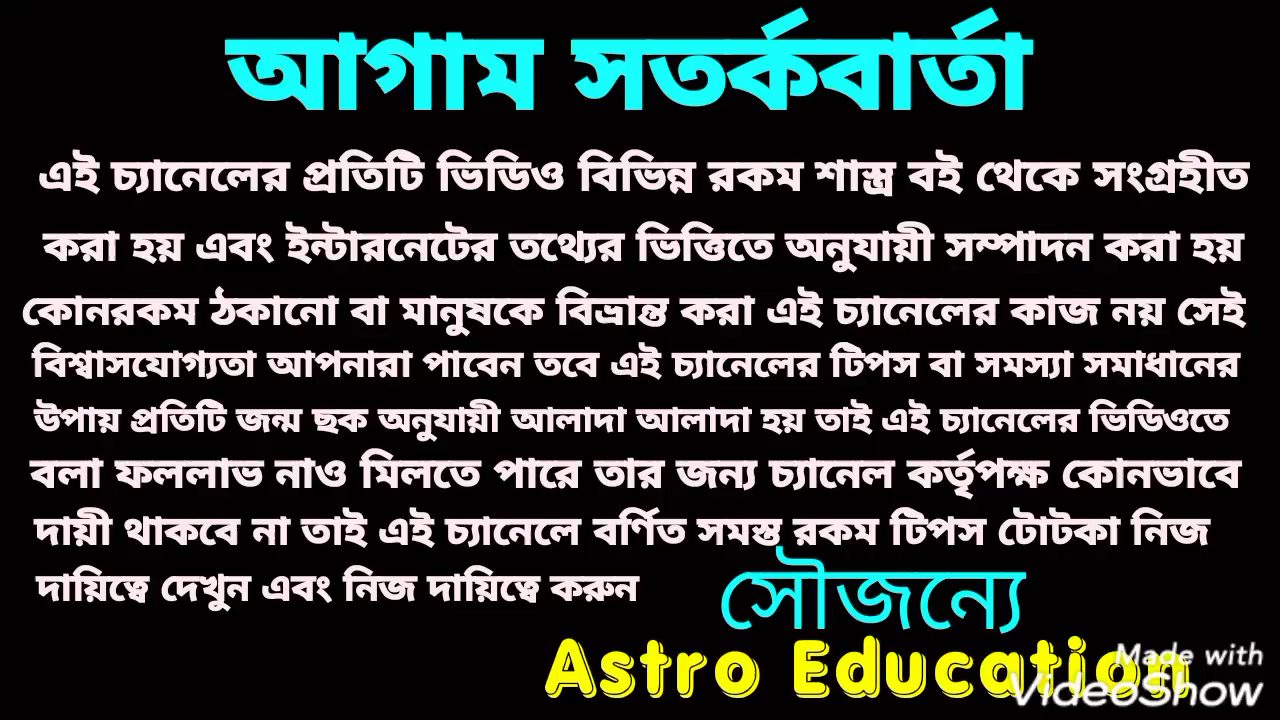 আগাম সতর্কবার্তা
এই চ্যানেলের প্রতিটি ভিডিও বিভিন্ন রকম শাস্ত্র বই থেকে সংগ্রহীত
করা হয় এবং ইন্টারনেটের তথ্যের ভিত্তিতে অনুযায়ী সম্পাদন করা হয়
কোনরকম ঠকানো বা মানুষকে বিভ্রান্ত করা এই চ্যানেলের কাজ নয় সেই
বিশ্বাসযোগ্যতা আপনারা পাবেন তবে এই চ্যানেলের টিপস বা সমস্যা সমাধানের
উপায় প্রতিটি জন্ম ছক অনুযায়ী আলাদা আলাদা হয় তাই এই চ্যানেলের ভিডিওতে
বলা ফললাভ নাও মিলতে পারে তার জন্য চ্যানেল কর্তৃপক্ষ কোনভাবে
দায়ী থাকবে না তাই এই চ্যানেলে বর্ণিত সমস্ত রকম টিপস টোটকা নিজ
দায়িত্বে দেখুন এবং নিজ দায়িত্বে করুন
সৌজন্যে
Astro Education
Made with
VideoShow